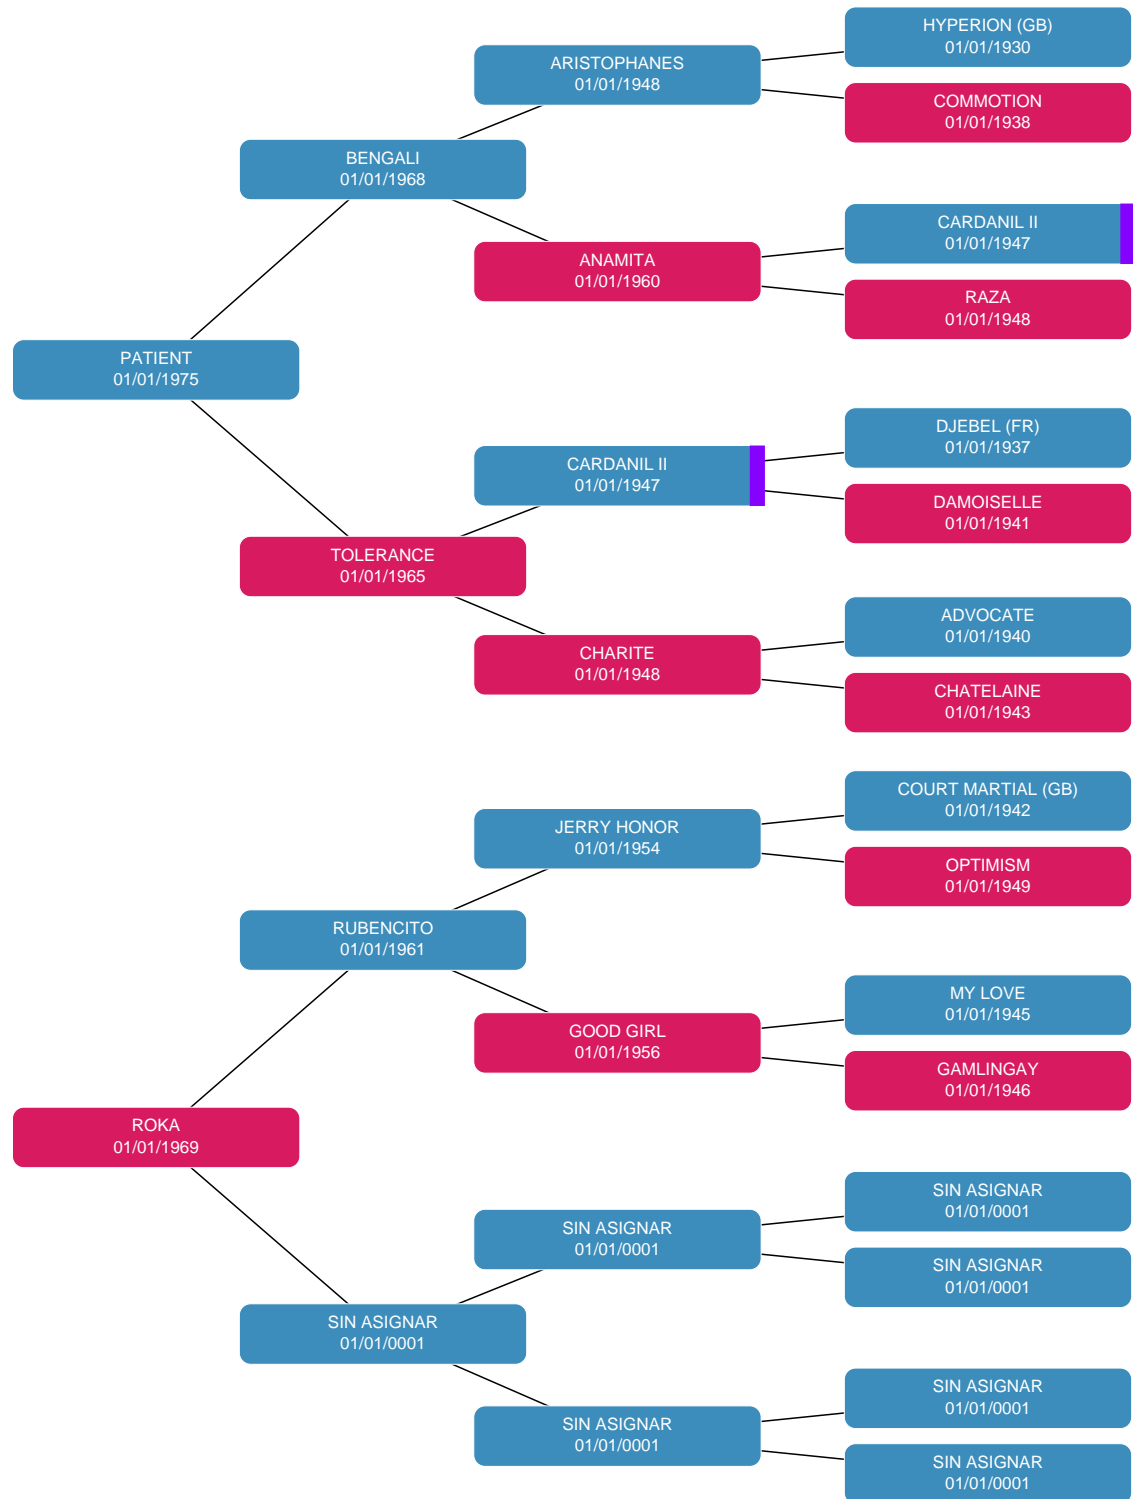 HYPERION (GB)
01/01/1930
ARISTOPHANES
01/01/1948
COMMOTION
01/01/1938
BENGALI
01/01/1968
CARDANIL II
01/01/1947
ANAMITA
01/01/1960
RAZA
01/01/1948
PATIENT
01/01/1975
DJEBEL (FR)
01/01/1937
CARDANIL II
01/01/1947
DAMOISELLE
01/01/1941
TOLERANCE
01/01/1965
ADVOCATE
01/01/1940
CHARITE
01/01/1948
CHATELAINE
01/01/1943
COURT MARTIAL (GB)
01/01/1942
JERRY HONOR
01/01/1954
OPTIMISM
01/01/1949
RUBENCITO
01/01/1961
MY LOVE
01/01/1945
GOOD GIRL
01/01/1956
GAMLINGAY
01/01/1946
ROKA
01/01/1969
SIN ASIGNAR
01/01/0001
SIN ASIGNAR
01/01/0001
SIN ASIGNAR
01/01/0001
SIN ASIGNAR
01/01/0001
SIN ASIGNAR
01/01/0001
SIN ASIGNAR
01/01/0001
SIN ASIGNAR
01/01/0001